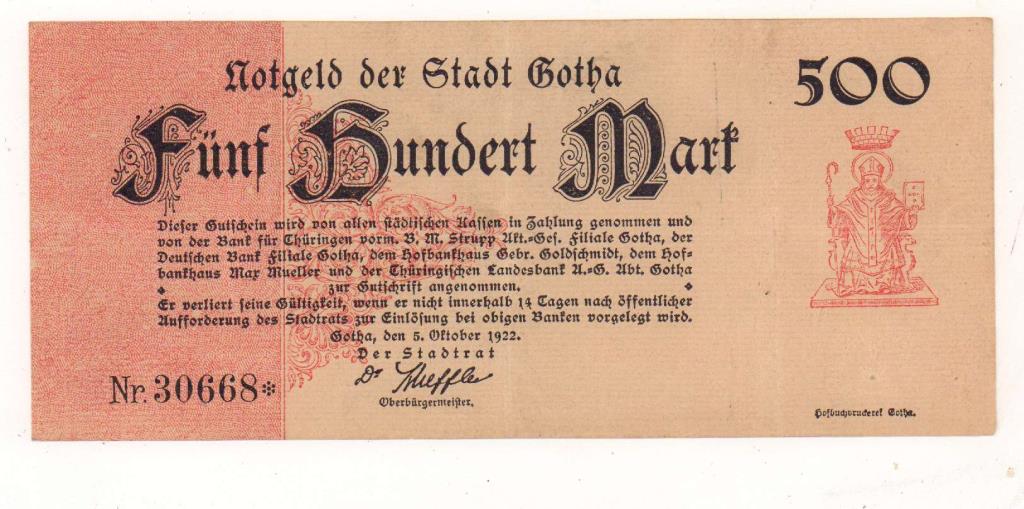 Notgeld der Stadt Gotha
500
Fünf Hundert Mark
Dieser Gutschein wird von allen städtischen Kassen in Zahlung genommen und
von der Bank für Thüringen vorm. B. M. Strupp Akt.-Ges. Filiale Gotha, der
Deutschen Bank Filiale Gotha, dem Hofbankhaus Gebr. Goldschmidt, dem Hof-
bankhaus Max Mueller und der Thüringischen Landesbank A.-G. Abt. Gotha
zur Gutschrift angenommen.
Er verliert seine Gültigkeit, wenn er nicht innerhalb 14 Tagen nach öffentlicher
Aufforderung des Stadtrats zur Einlösung bei obigen Banken vorgelegt wird.
Gotha, den 5. Oktober 1922.
Der Stadtrat
Dr
Nr. 30668*
Oberbürgermeister.
Hofbuchdruckerei Gotha.